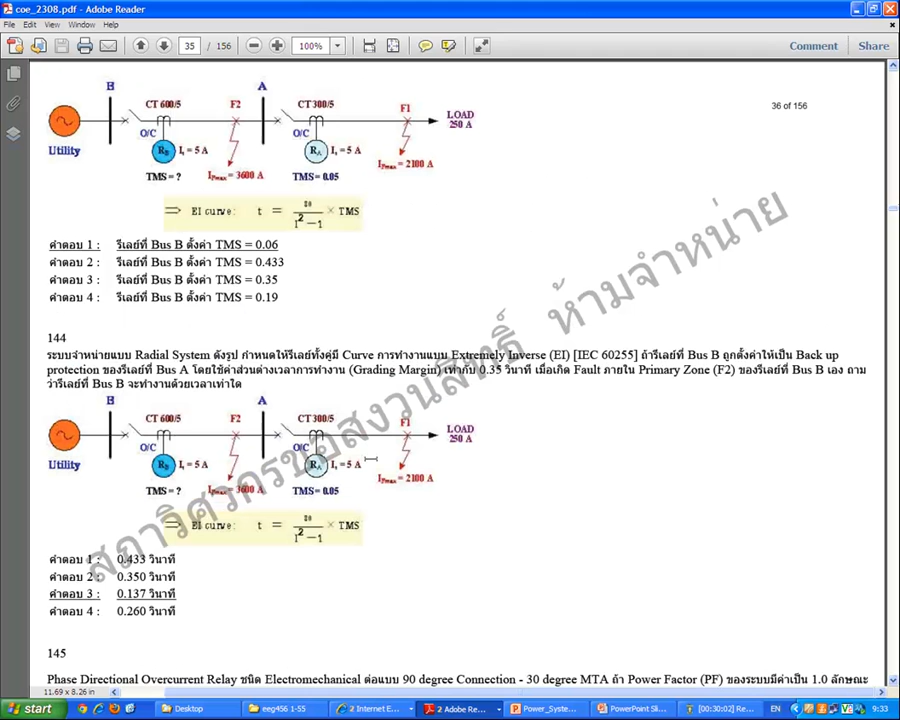 coe_2308.pdf - Adobe Reader
File Edit View Window Help
35 / 156 100% Comment Share
36 of 156
B A
CT 600/5 F2 CT 300/5 F1 LOAD
250 A
O/C O/C
Utility RB I = 5 A RA I = 5 A
TMS = ? IFmax = 3600 A TMS = 0.05 IFmax = 2100 A
⇒ EI curve: t = 80 / (I² − 1) × TMS
คำตอบ 1 : รีเลย์ที่ Bus B ตั้งค่า TMS = 0.06
คำตอบ 2 : รีเลย์ที่ Bus B ตั้งค่า TMS = 0.433
คำตอบ 3 : รีเลย์ที่ Bus B ตั้งค่า TMS = 0.35
คำตอบ 4 : รีเลย์ที่ Bus B ตั้งค่า TMS = 0.19
144
ระบบจำหน่ายแบบ Radial System ดังรูป กำหนดให้รีเลย์ทั้งคู่มี Curve การทำงานแบบ Extremely Inverse (EI) [IEC 60255] ถ้ารีเลย์ที่ Bus B ถูกตั้งค่าให้เป็น Back up
protection ของรีเลย์ที่ Bus A โดยใช้ค่าส่วนต่างเวลาการทำงาน (Grading Margin) เท่ากับ 0.35 วินาที เมื่อเกิด Fault ภายใน Primary Zone (F2) ของรีเลย์ที่ Bus B เอง ถาม
ว่ารีเลย์ที่ Bus B จะทำงานด้วยเวลาเท่าใด
B A
CT 600/5 F2 CT 300/5 F1 LOAD
250 A
O/C O/C
Utility RB I = 5 A RA I = 5 A
TMS = ? IFmax = 3600 A TMS = 0.05 IFmax = 2100 A
⇒ EI curve: t = 80 / (I² − 1) × TMS
คำตอบ 1 : 0.433 วินาที
คำตอบ 2 : 0.350 วินาที
คำตอบ 3 : 0.137 วินาที
คำตอบ 4 : 0.260 วินาที
145
Phase Directional Overcurrent Relay ชนิด Electromechanical ต่อแบบ 90 degree Connection - 30 degree MTA ถ้า Power Factor (PF) ของระบบมีค่าเป็น 1.0 ลักษณะ
สภาวิศวกรขอสงวนสิทธิ์ ห้ามจำหน่าย
11.69 x 8.26 in
start Desktop eeg456 1-55 2 Internet E... 2 Adobe Re... Power_System... PowerPoint Sli... [00:30:02] Re... EN 9:33